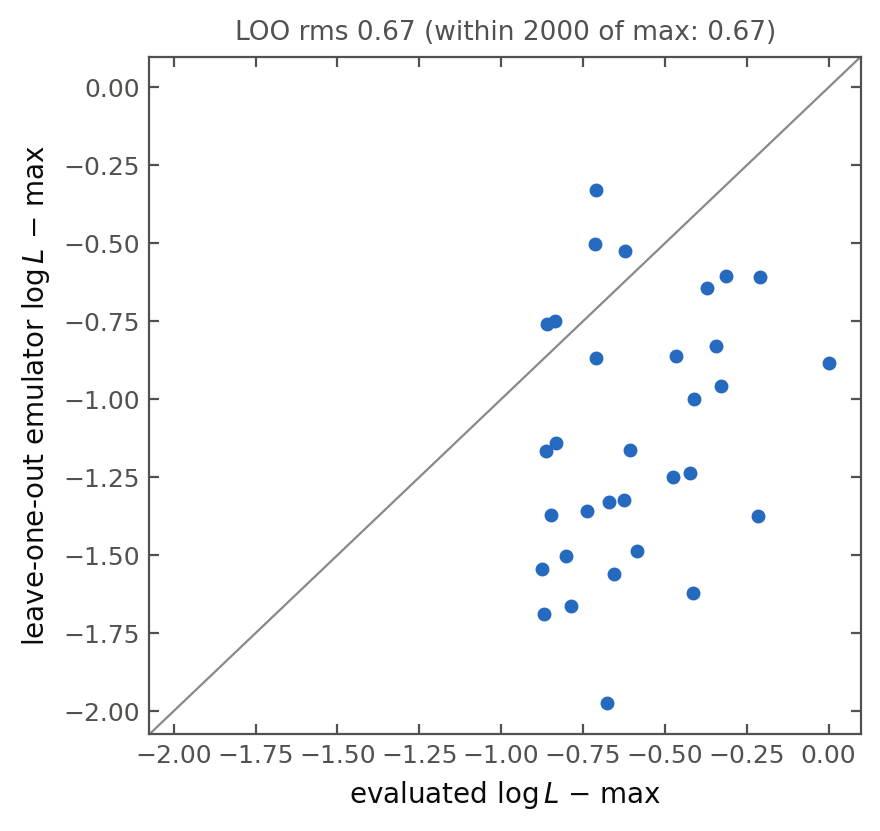 LOO rms 0.67 (within 2000 of max: 0.67)
leave-one-out emulator log L − max
0.00
−0.25
−0.50
−0.75
−1.00
−1.25
−1.50
−1.75
−2.00
−2.00 −1.75 −1.50 −1.25 −1.00 −0.75 −0.50 −0.25 0.00
evaluated log L − max